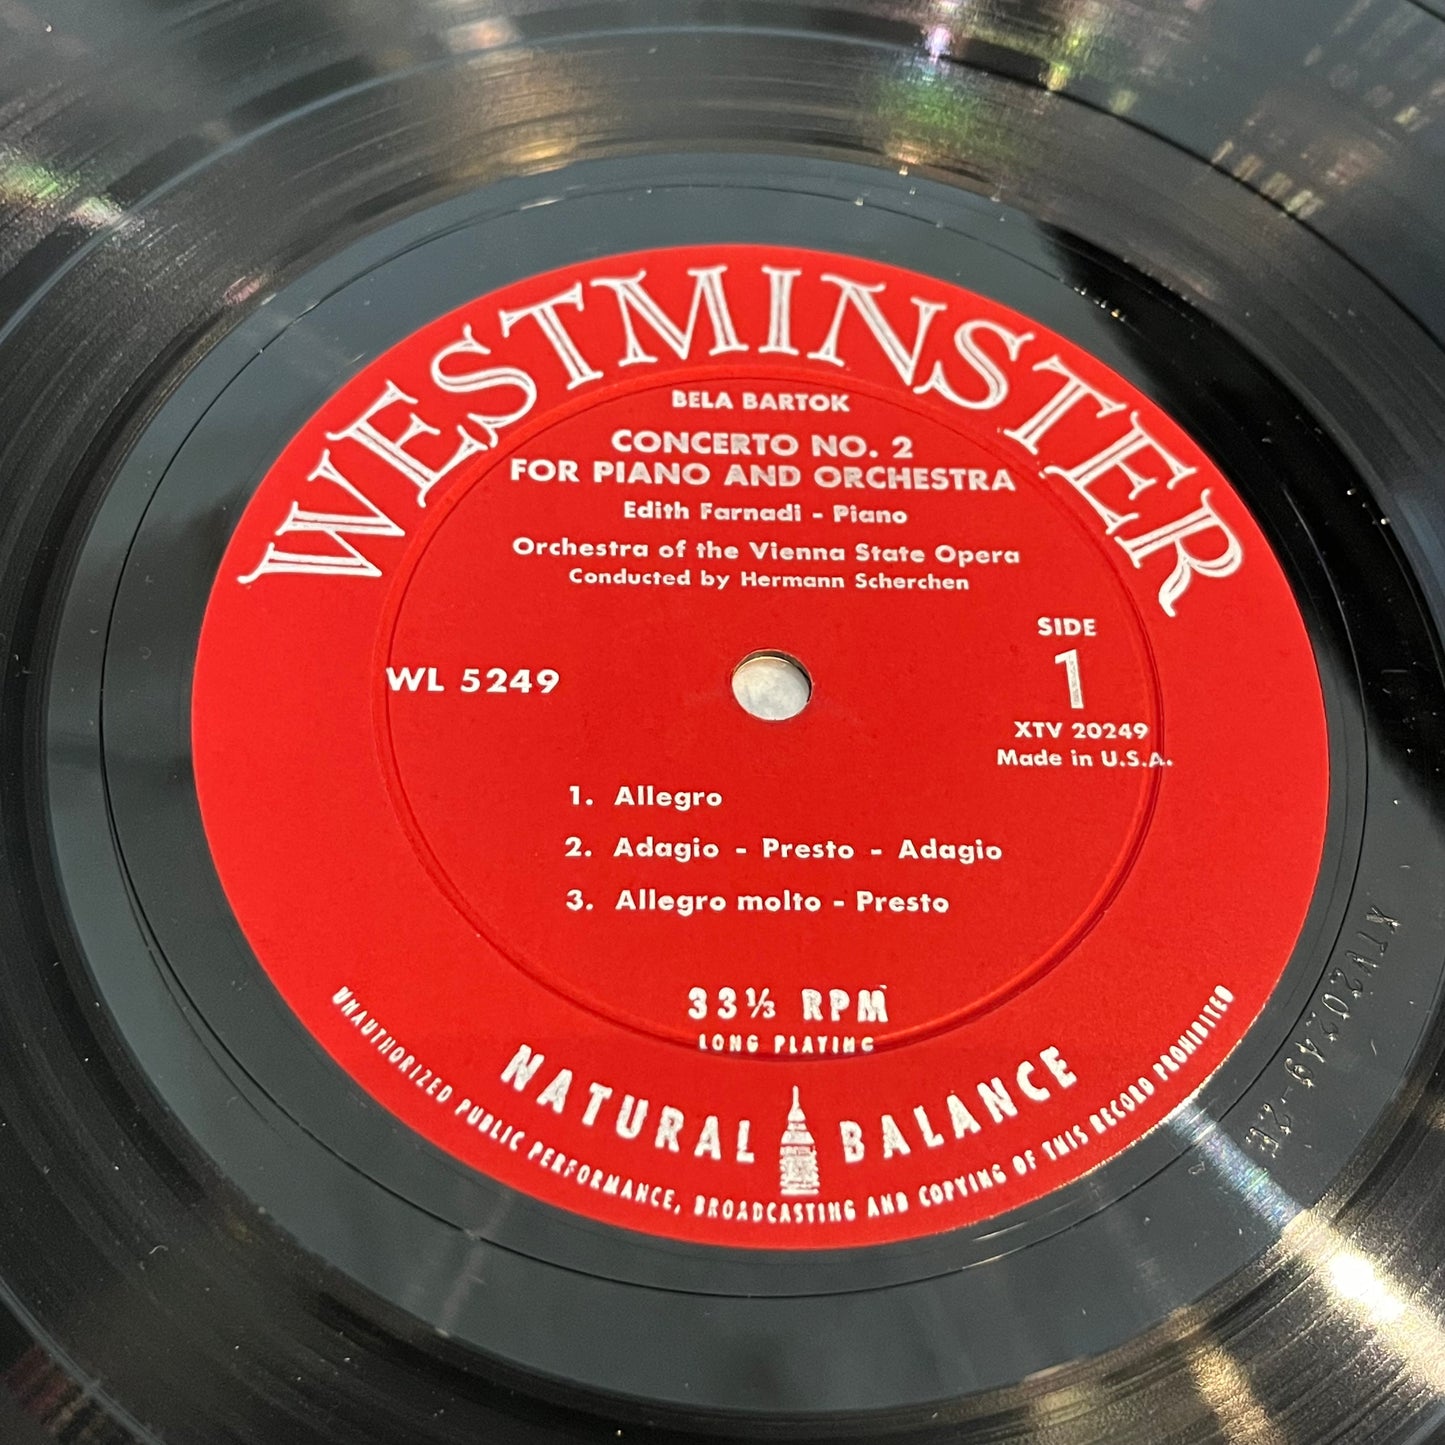 WESTMINSTER
BELA BARTOK
CONCERTO NO. 2
FOR PIANO AND ORCHESTRA
Edith Farnadi - Piano
Orchestra of the Vienna State Opera
Conducted by Hermann Scherchen
SIDE
1
WL 5249
XTV 20249
Made in U.S.A.
1. Allegro
2. Adagio - Presto - Adagio
3. Allegro molto - Presto
33⅓ RPM
LONG PLAYING
NATURAL BALANCE
UNAUTHORIZED PUBLIC PERFORMANCE, BROADCASTING AND COPYING OF THIS RECORD PROHIBITED